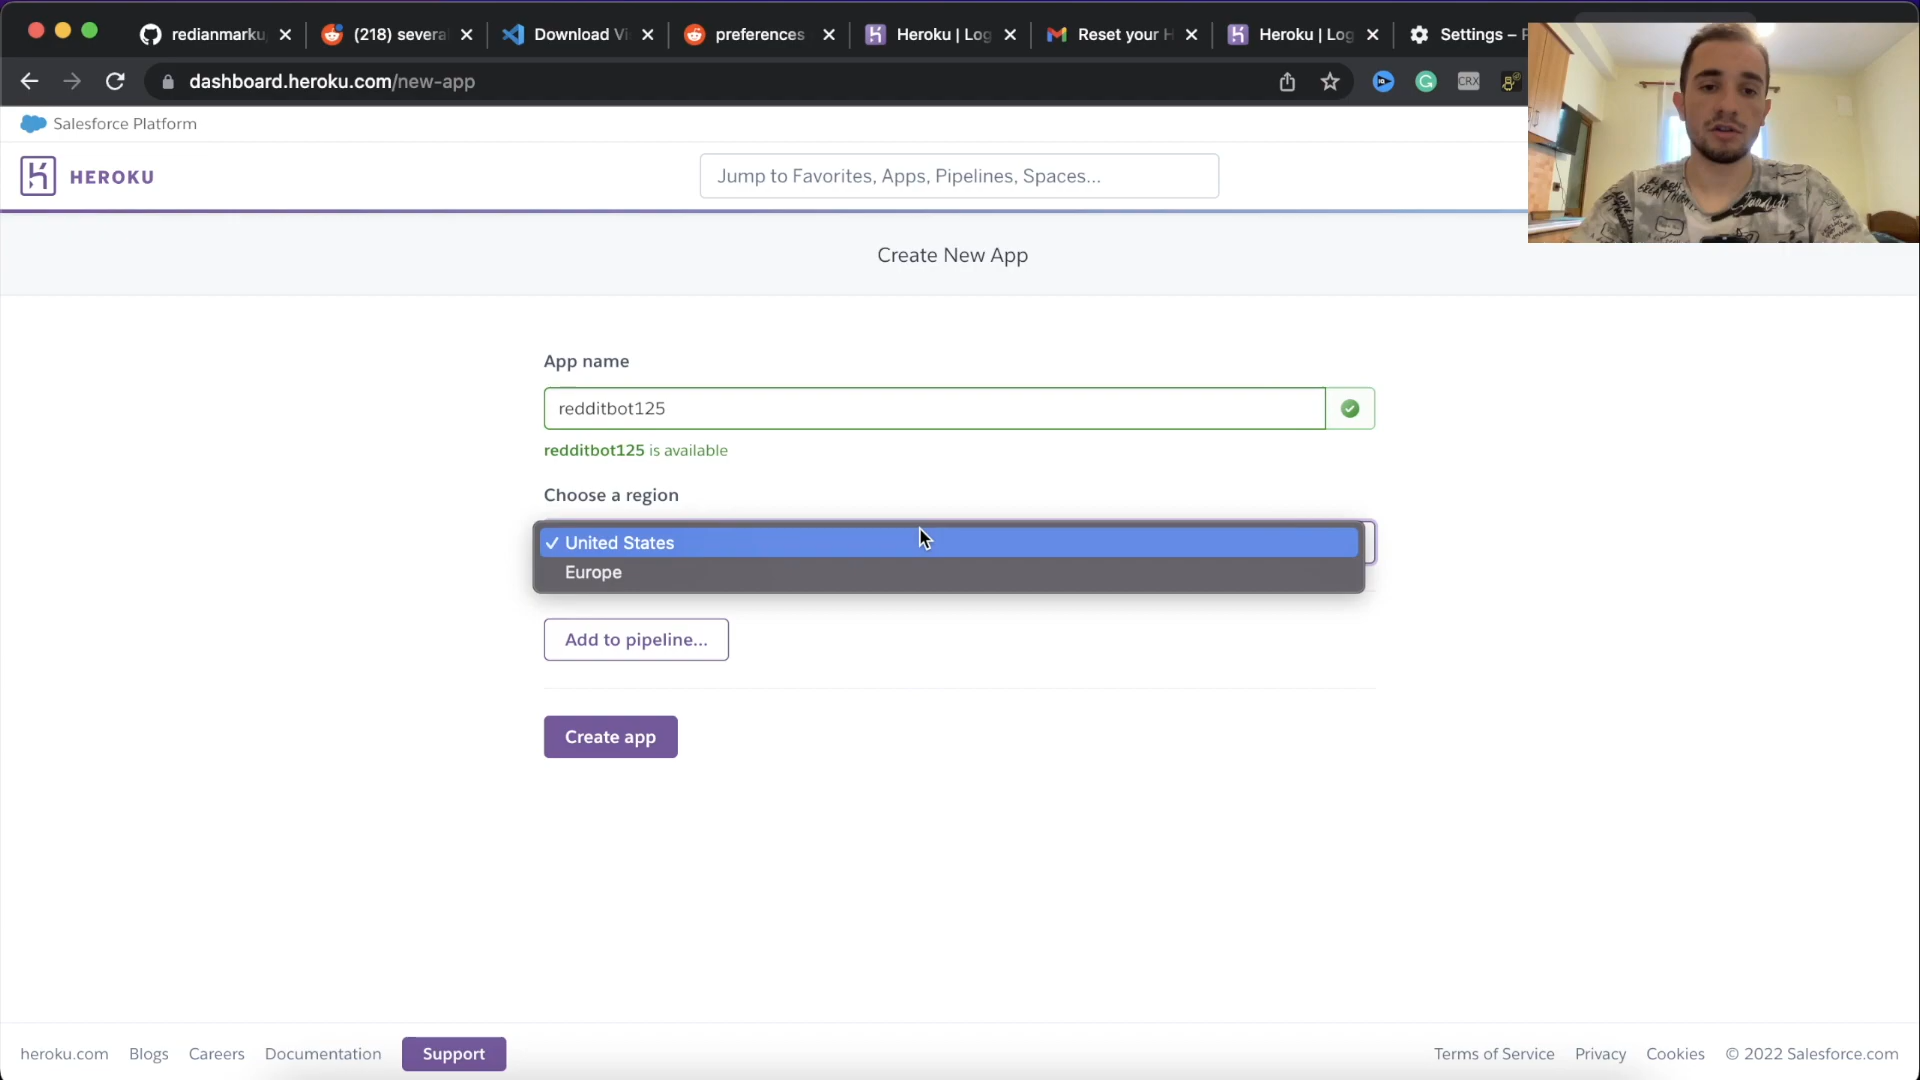 redianmarku
(218) severa
Download Vi
preferences
Heroku | Log
Reset your H
Heroku | Log
Settings –
dashboard.heroku.com/new-app
CRX
Salesforce Platform
HEROKU
Jump to Favorites, Apps, Pipelines, Spaces...
Create New App
App name
redditbot125
redditbot125 is available
Choose a region
✓ United States
Europe
Add to pipeline...
Create app
heroku.com Blogs Careers Documentation Support
Terms of Service Privacy Cookies © 2022 Salesforce.com